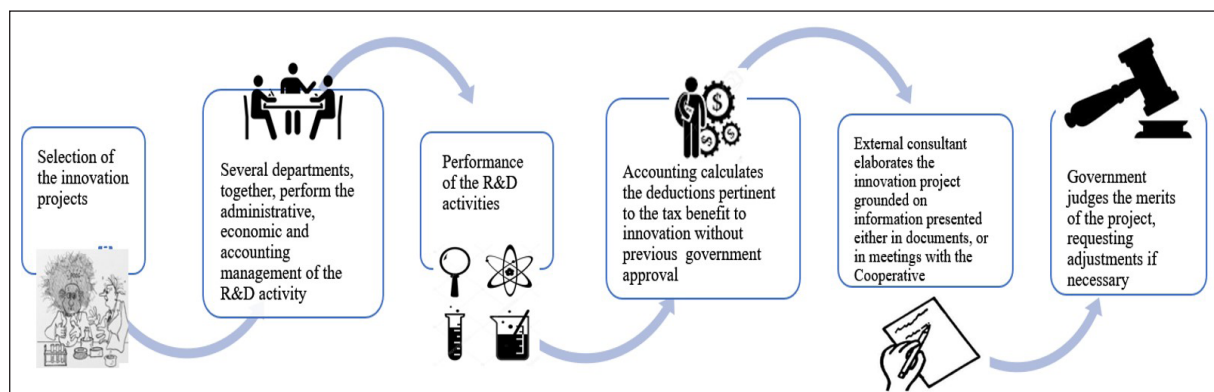 Selection of
the innovation
projects
Several departments,
together, perform the
administrative,
economic and
accounting
management of the
R&D activity
Performance
of the R&D
activities
Accounting calculates
the deductions pertinent
to the tax benefit to
innovation without
previous government
approval
External consultant
elaborates the
innovation project
grounded on
information presented
either in documents, or
in meetings with the
Cooperative
Government
judges the merits
of the project,
requesting
adjustments if
necessary
$
$
$